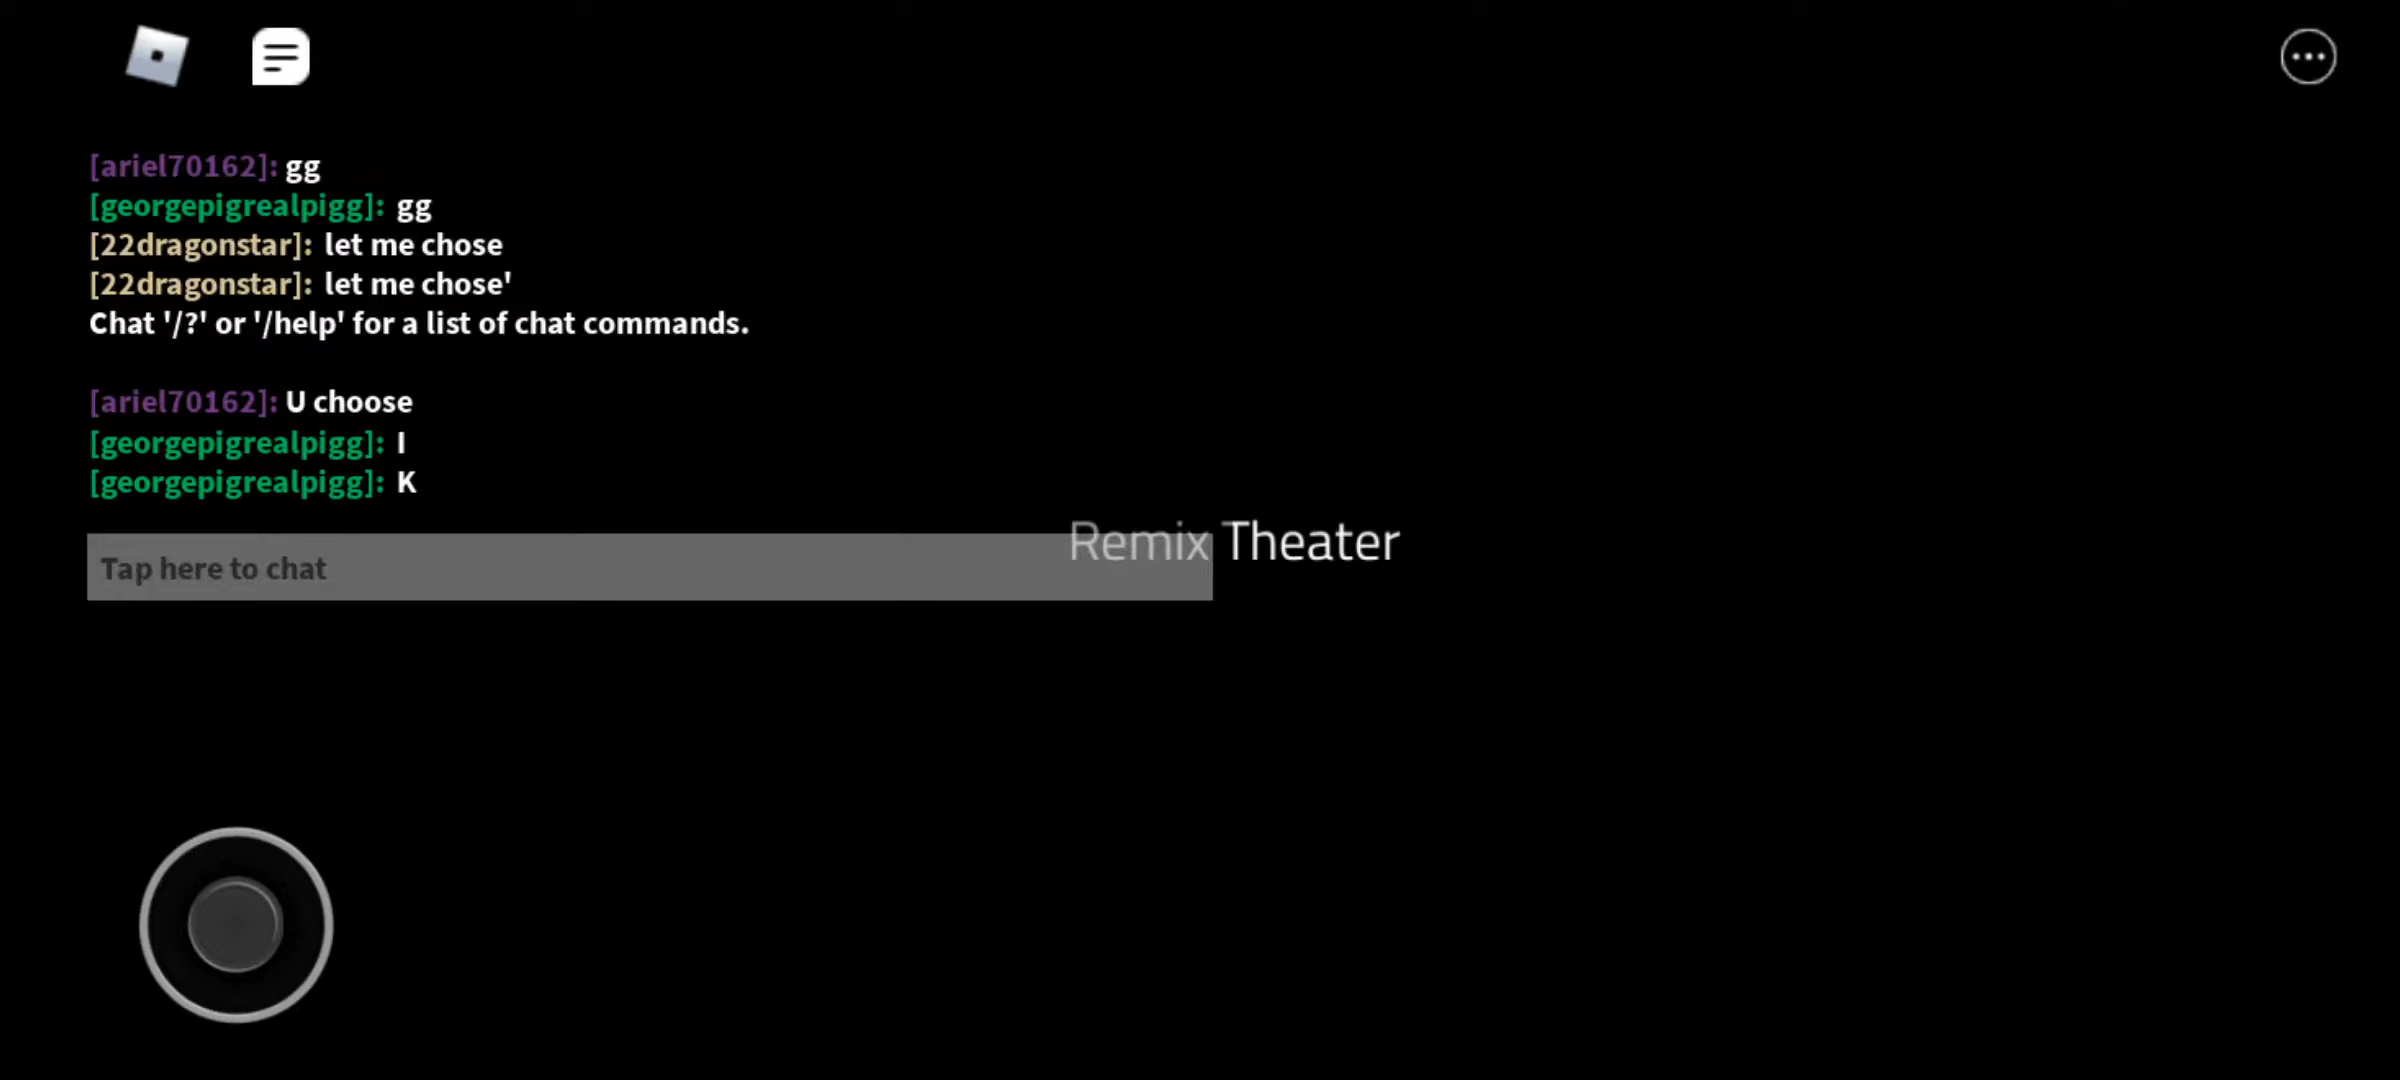 [ariel70162]: gg
[georgepigrealpigg]: gg
[22dragonstar]: let me chose
[22dragonstar]: let me chose'
Chat '/?' or '/help' for a list of chat commands.
[ariel70162]: U choose
[georgepigrealpigg]: I
[georgepigrealpigg]: K
Remix Theater
Tap here to chat